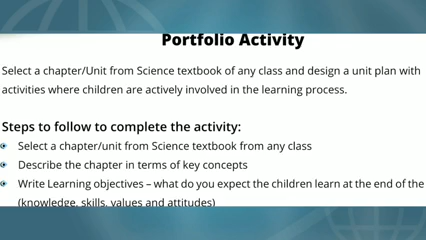 Portfolio Activity
Select a chapter/Unit from Science textbook of any class and design a unit plan with
activities where children are actively involved in the learning process.
Steps to follow to complete the activity:
Select a chapter/unit from Science textbook from any class
Describe the chapter in terms of key concepts
Write Learning objectives – what do you expect the children learn at the end of the
(knowledge, skills, values and attitudes)